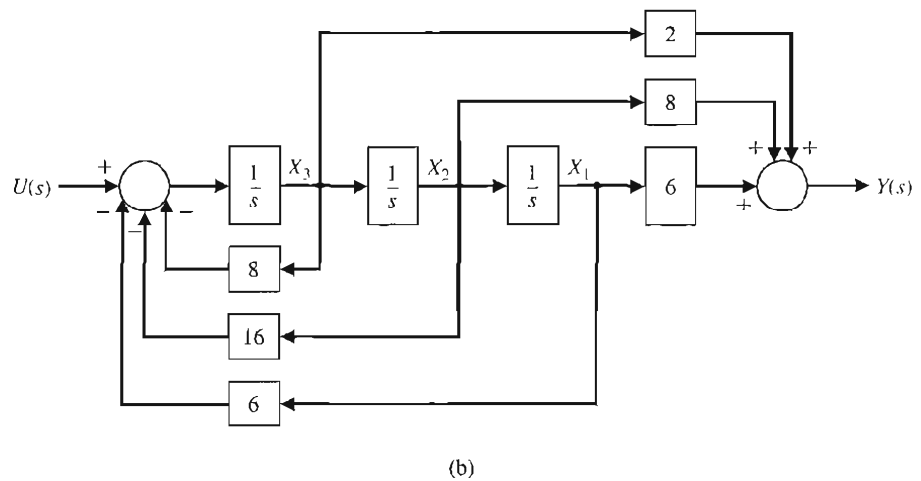 2
8
+ + +
U(s) + 1/s X₃ 1/s X₂ 1/s X₁ 6 + Y(s)
− − −
8
16
6
(b)